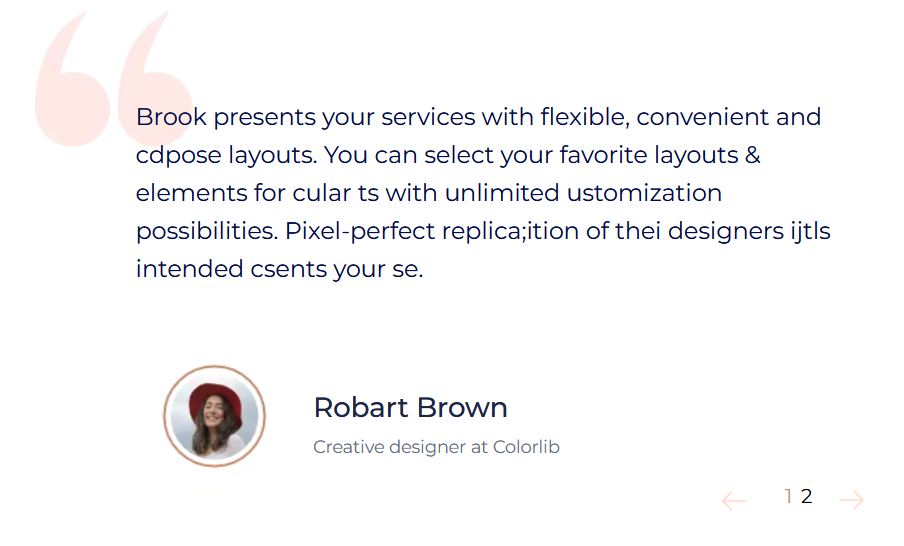 Brook presents your services with flexible, convenient and
cdpose layouts. You can select your favorite layouts &
elements for cular ts with unlimited ustomization
possibilities. Pixel-perfect replica;ition of thei designers ijtls
intended csents your se.
Robart Brown
Creative designer at Colorlib
1 2